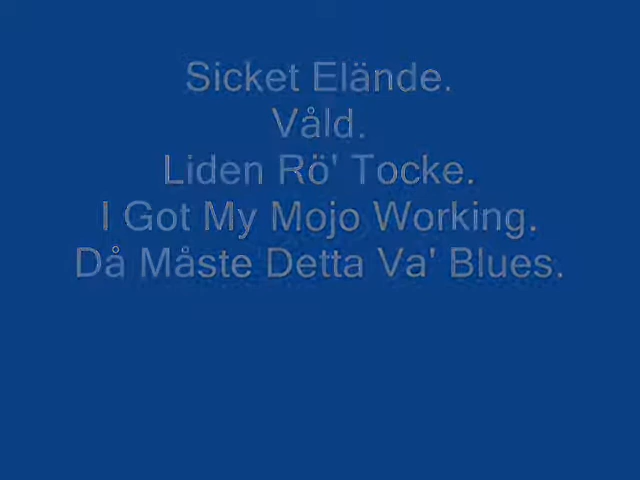 Sicket Elände.
Våld.
Liden Rö' Tocke.
I Got My Mojo Working.
Då Måste Detta Va' Blues.